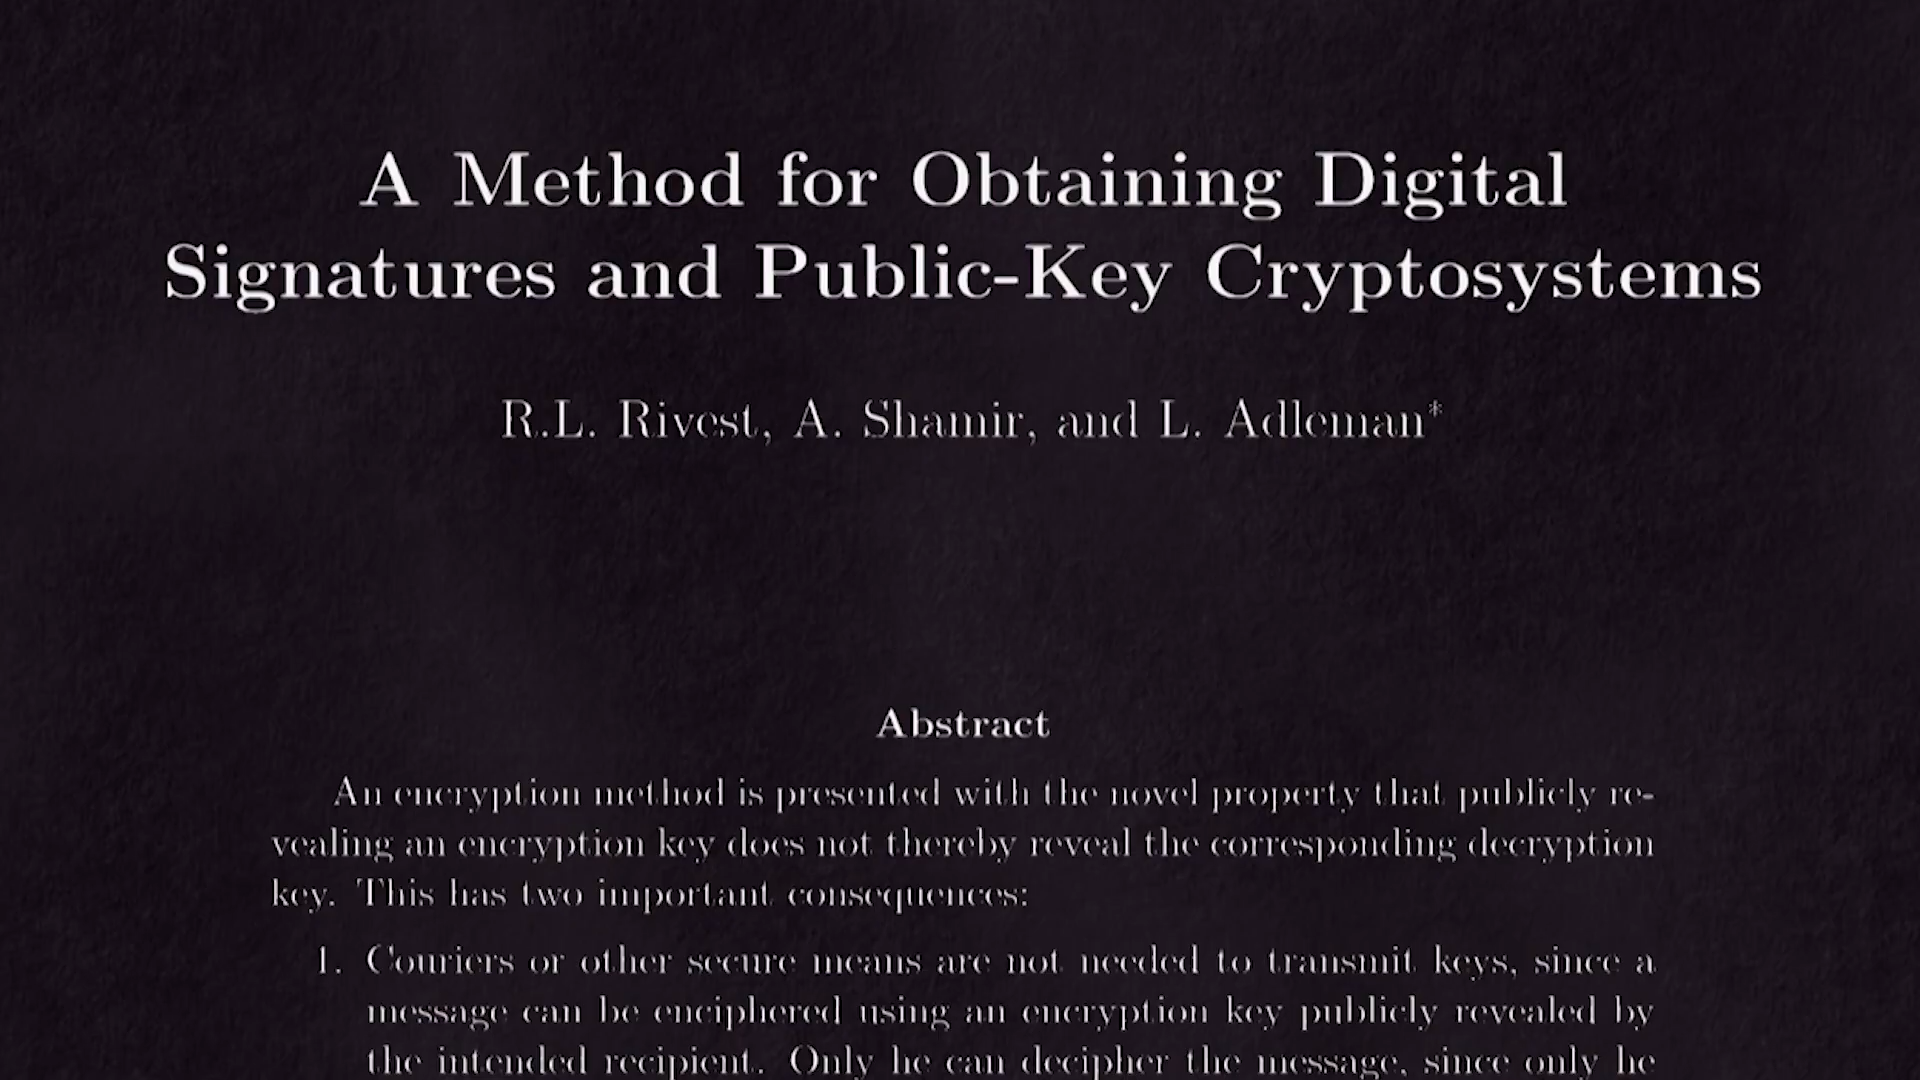 A Method for Obtaining Digital
Signatures and Public-Key Cryptosystems
R.L. Rivest, A. Shamir, and L. Adleman*
Abstract
An encryption method is presented with the novel property that publicly re-
vealing an encryption key does not thereby reveal the corresponding decryption
key. This has two important consequences:
1. Couriers or other secure means are not needed to transmit keys, since a
message can be enciphered using an encryption key publicly revealed by
the intended recipient. Only he can decipher the message, since only he